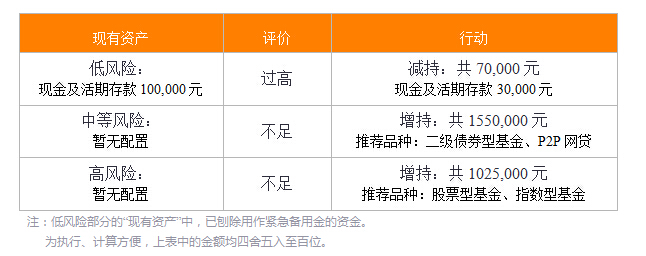 现有资产 评价 行动
低风险： 过高 减持：共 70,000 元
现金及活期存款 100,000 元 现金及活期存款 30,000 元
中等风险： 不足 增持：共 1550,000 元
暂无配置 推荐品种：二级债券型基金、P2P 网贷
高风险： 不足 增持：共 1025,000 元
暂无配置 推荐品种：股票型基金、指数型基金
注：低风险部分的“现有资产”中，已刨除用作紧急备用金的资金。
为执行、计算方便，上表中的金额均四舍五入至百位。